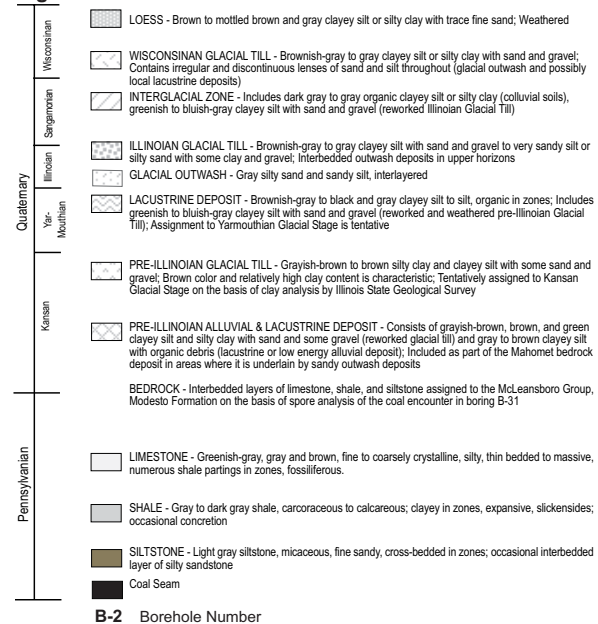 Wisconsinan
LOESS - Brown to mottled brown and gray clayey silt or silty clay with trace fine sand; Weathered
WISCONSINAN GLACIAL TILL - Brownish-gray to gray clayey silt or silty clay with sand and gravel;
Contains irregular and discontinuous lenses of sand and silt throughout (glacial outwash and possibly
local lacustrine deposits)
Sangamonian
INTERGLACIAL ZONE - Includes dark gray to gray organic clayey silt or silty clay (colluvial soils),
greenish to bluish-gray clayey silt with sand and gravel (reworked Illinoian Glacial Till)
Quaternary
Illinoian
ILLINOIAN GLACIAL TILL - Brownish-gray to gray clayey silt with sand and gravel to very sandy silt or
silty sand with some clay and gravel; Interbedded outwash deposits in upper horizons
GLACIAL OUTWASH - Gray silty sand and sandy silt, interlayered
Yar-
Mouthian
LACUSTRINE DEPOSIT - Brownish-gray to black and gray clayey silt to silt, organic in zones; Includes
greenish to bluish-gray clayey silt with sand and gravel (reworked and weathered pre-Illinoian Glacial
Till); Assignment to Yarmouthian Glacial Stage is tentative
Kansan
PRE-ILLINOIAN GLACIAL TILL - Grayish-brown to brown silty clay and clayey silt with some sand and
gravel; Brown color and relatively high clay content is characteristic; Tentatively assigned to Kansan
Glacial Stage on the basis of clay analysis by Illinois State Geological Survey
PRE-ILLINOIAN ALLUVIAL & LACUSTRINE DEPOSIT - Consists of grayish-brown, brown, and green
clayey silt and silty clay with sand and some gravel (reworked glacial till) and gray to brown clayey silt
with organic debris (lacustrine or low energy alluvial deposit); Included as part of the Mahomet bedrock
deposit in areas where it is underlain by sandy outwash deposits
BEDROCK - Interbedded layers of limestone, shale, and siltstone assigned to the McLeansboro Group,
Modesto Formation on the basis of spore analysis of the coal encounter in boring B-31
Pennsylvanian
LIMESTONE - Greenish-gray, gray and brown, fine to coarsely crystalline, silty, thin bedded to massive,
numerous shale partings in zones, fossiliferous.
SHALE - Gray to dark gray shale, carcoraceous to calcareous; clayey in zones, expansive, slickensides;
occasional concretion
SILTSTONE - Light gray siltstone, micaceous, fine sandy, cross-bedded in zones; occasional interbedded
layer of silty sandstone
Coal Seam
B-2 Borehole Number